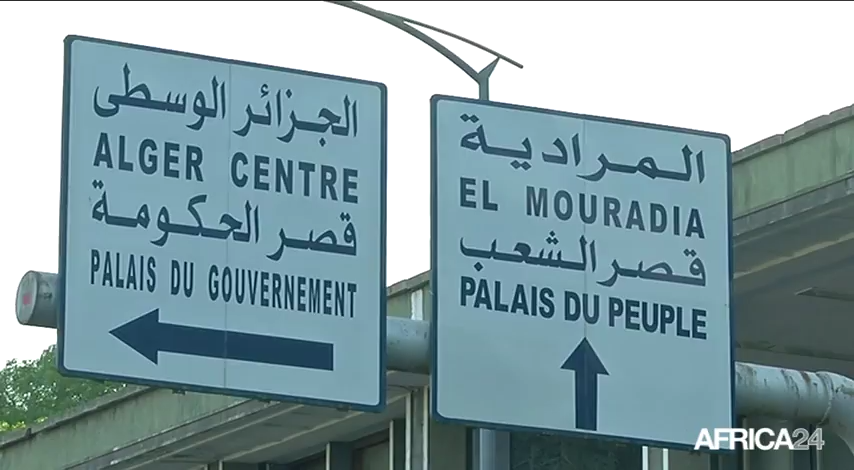 الجزائر الوسطى
ALGER CENTRE
قصر الحكومة
PALAIS DU GOUVERNEMENT
المرادية
EL MOURADIA
قصر الشعب
PALAIS DU PEUPLE
AFRICA24